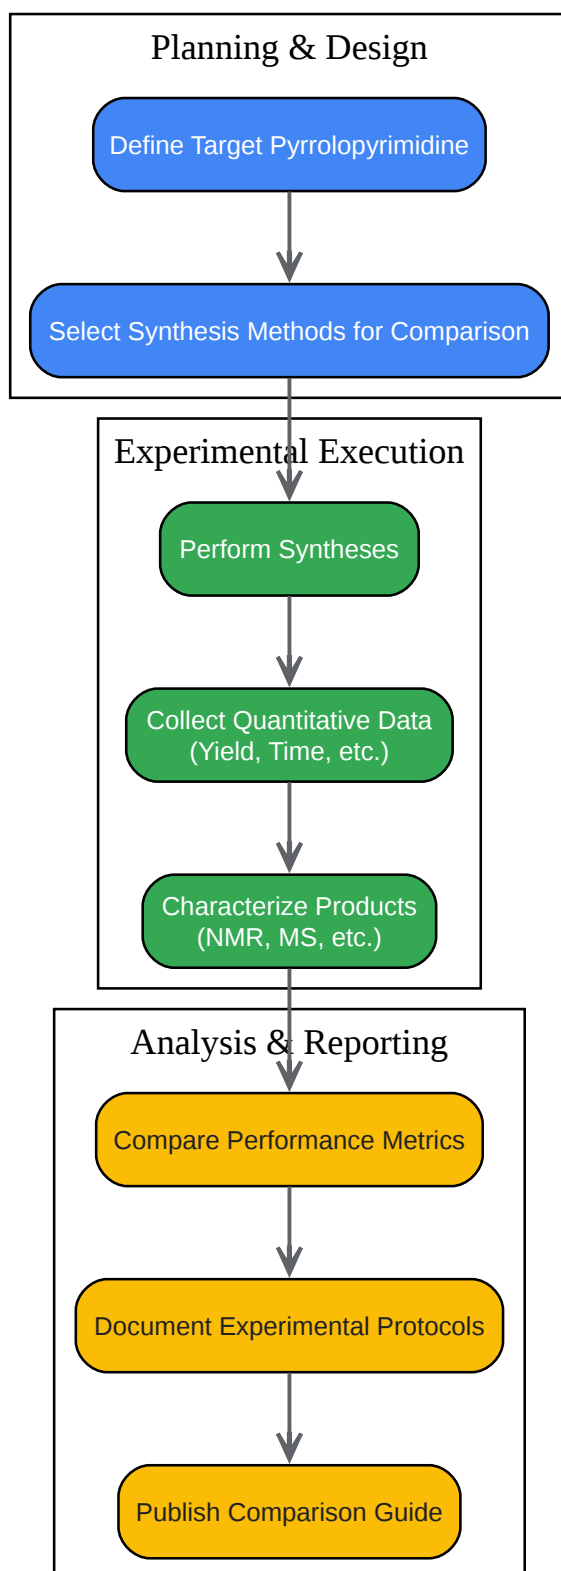 Planning & Design
Define Target Pyrrolopyrimidine
Select Synthesis Methods for Comparison
Experimental Execution
Perform Syntheses
Collect Quantitative Data
(Yield, Time, etc.)
Characterize Products
(NMR, MS, etc.)
Analysis & Reporting
Compare Performance Metrics
Document Experimental Protocols
Publish Comparison Guide